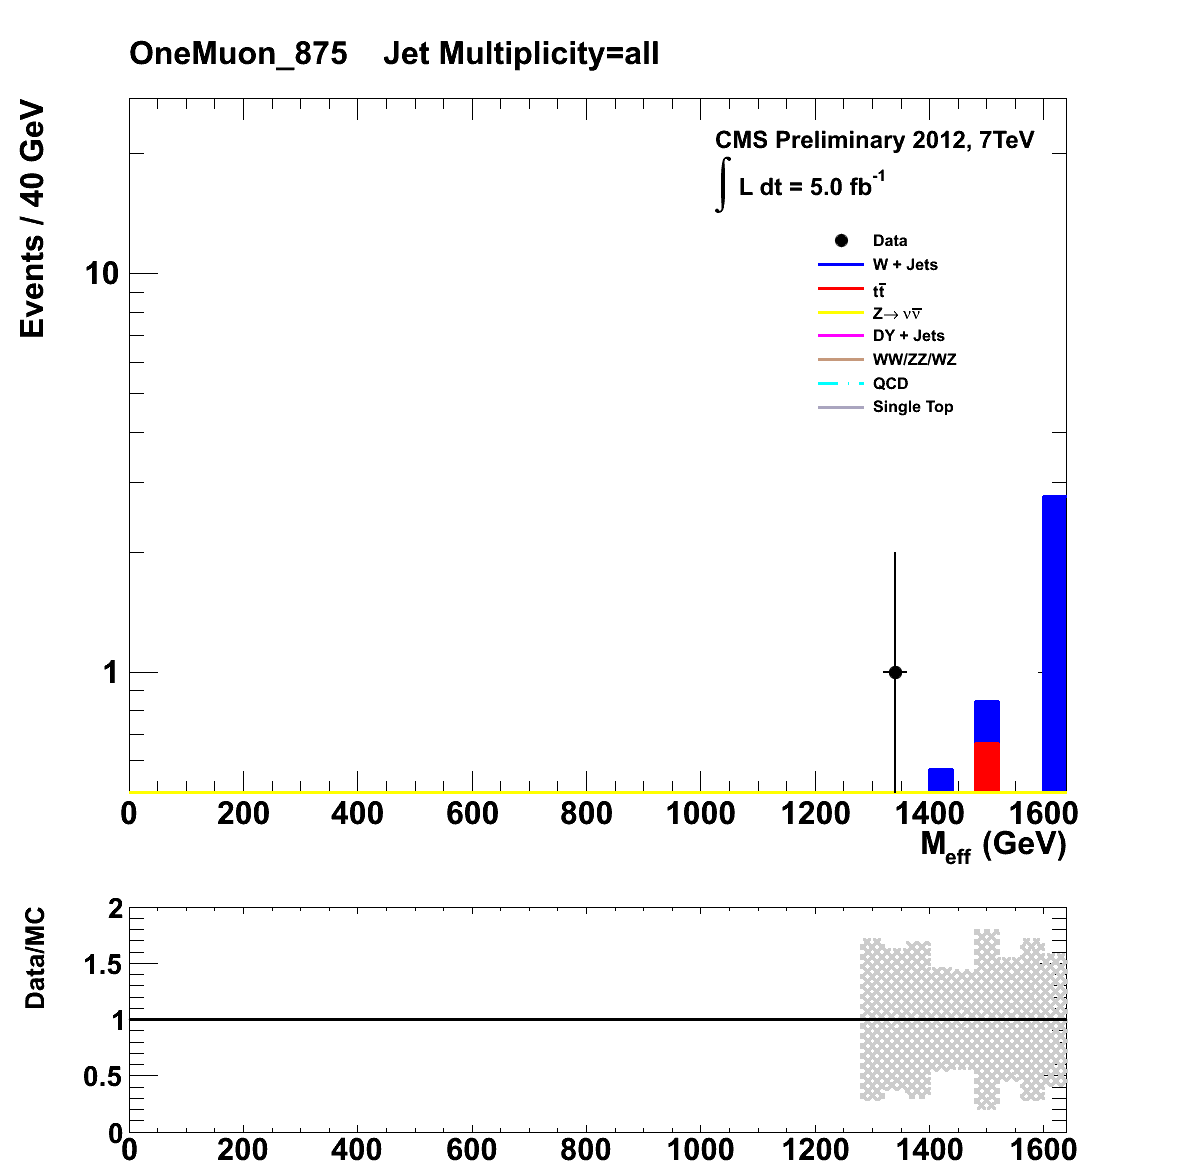 OneMuon_875 Jet Multiplicity=all
Events / 40 GeV
CMS Preliminary 2012, 7TeV
∫ L dt = 5.0 fb⁻¹
Data
W + Jets
tt̅
Z→ νν̅
DY + Jets
WW/ZZ/WZ
QCD
Single Top
10
1
0 200 400 600 800 1000 1200 1400 1600
M_eff (GeV)
Data/MC
2
1.5
1
0.5
0
0 200 400 600 800 1000 1200 1400 1600